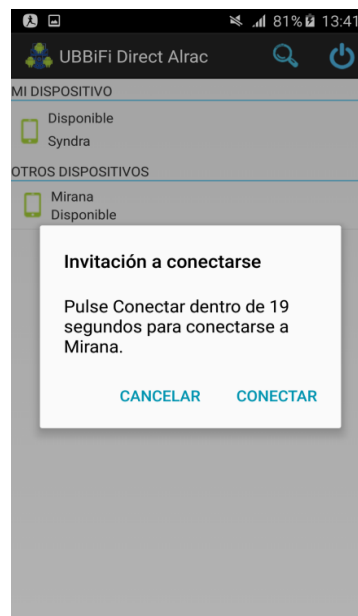 81% 13:41
UBBiFi Direct Alrac
MI DISPOSITIVO
Disponible
Syndra
OTROS DISPOSITIVOS
Mirana
Disponible
Invitación a conectarse
Pulse Conectar dentro de 19
segundos para conectarse a
Mirana.
CANCELAR CONECTAR